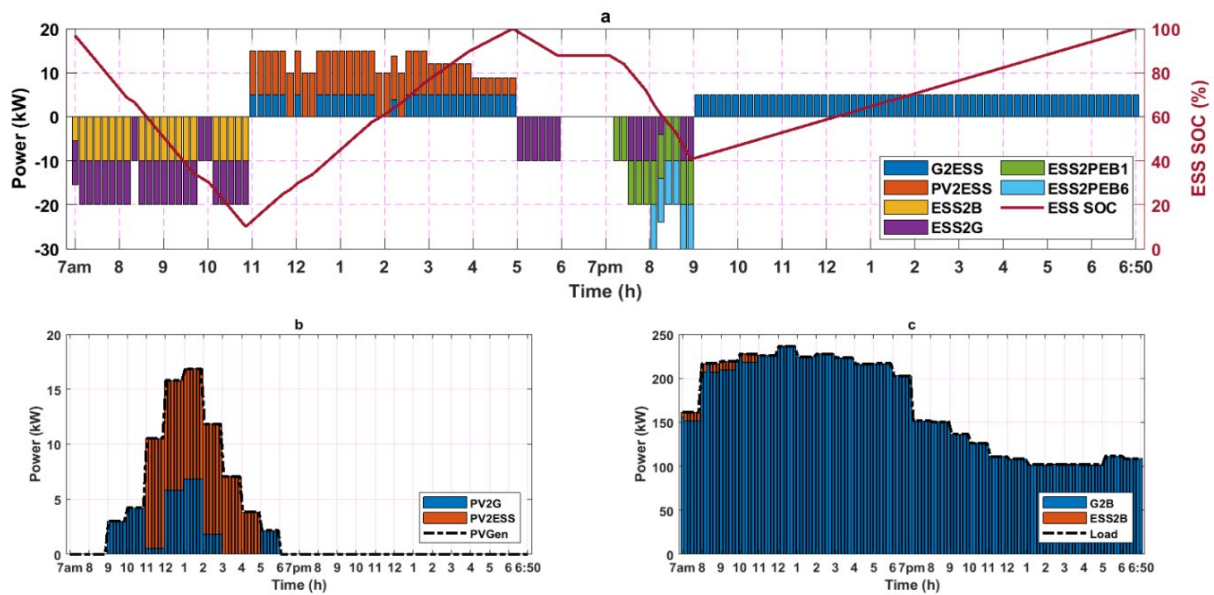 a
Power (kW)
20
10
0
-10
-20
-30
100
80
60
40
20
0
ESS SOC (%)
G2ESS
PV2ESS
ESS2B
ESS2G
ESS2PEB1
ESS2PEB6
ESS SOC
7am 8 9 10 11 12 1 2 3 4 5 6 7pm 8 9 10 11 12 1 2 3 4 5 6:50
Time (h)
b
Power (kW)
20
15
10
5
0
PV2G
PV2ESS
PVGen
7am 8 9 10 11 12 1 2 3 4 5 6 7pm 8 9 10 11 12 1 2 3 4 5 6 6:50
Time (h)
c
Power (kW)
250
200
150
100
50
0
G2B
ESS2B
Load
7am 8 9 10 11 12 1 2 3 4 5 6 7pm 8 9 10 11 12 1 2 3 4 5 6 6:50
Time (h)